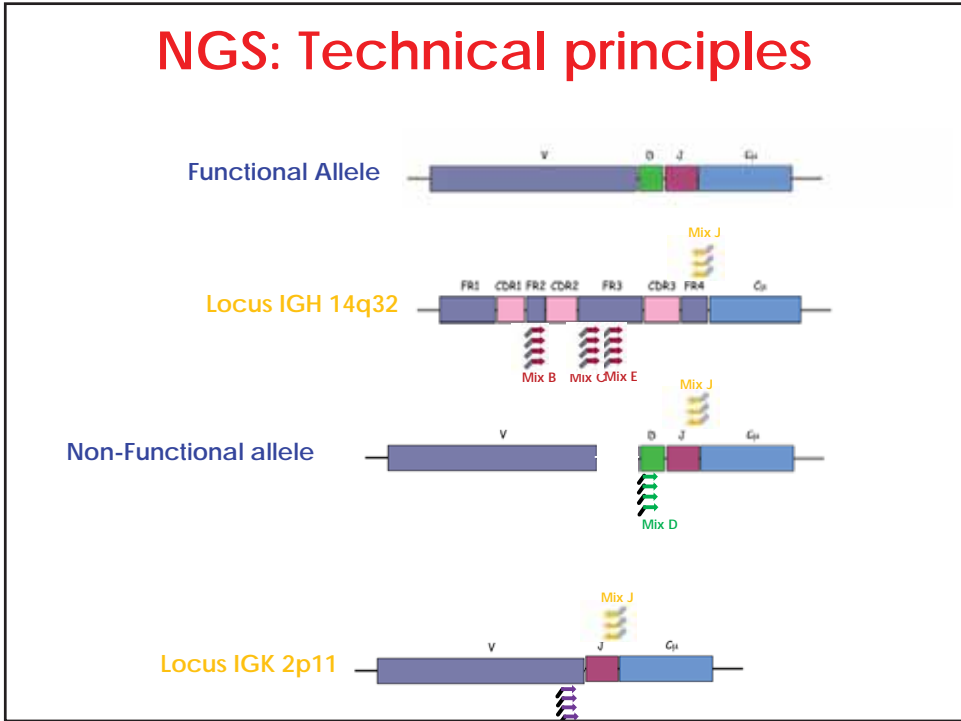 NGS: Technical principles
V D J Cμ
Functional Allele
Mix J
FR1 CDR1 FR2 CDR2 FR3 CDR3 FR4 Cμ
Locus IGH 14q32
Mix B Mix C Mix E
Mix J
V D J Cμ
Non-Functional allele
Mix D
Mix J
V J Cμ
Locus IGK 2p11